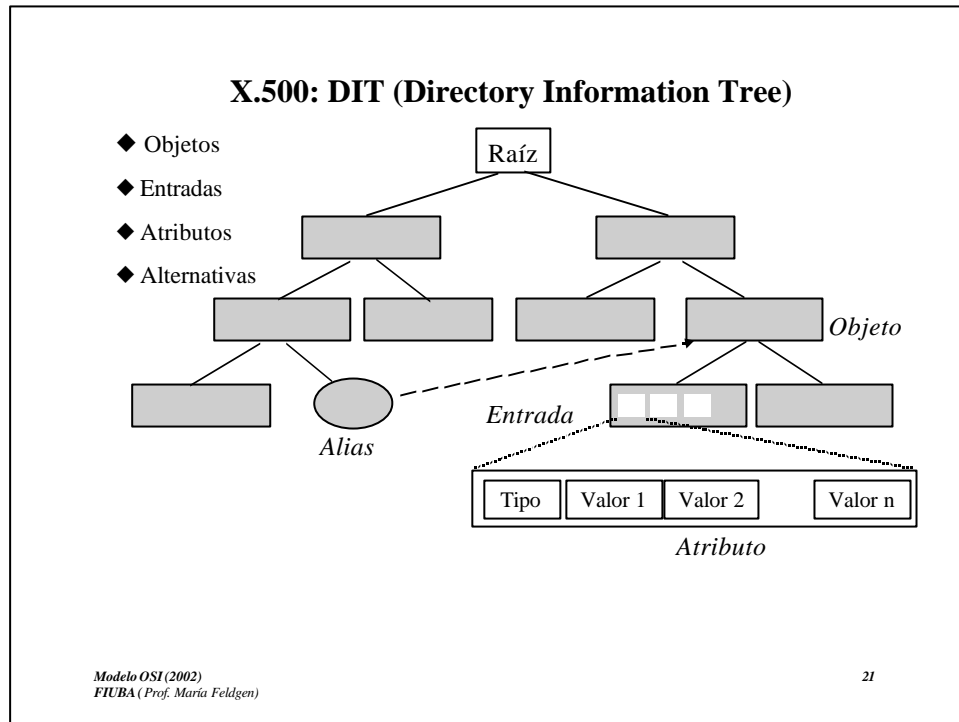 X.500: DIT (Directory Information Tree)
◆ Objetos
◆ Entradas
◆ Atributos
◆ Alternativas
Raíz
Objeto
Alias
Entrada
Tipo
Valor 1
Valor 2
Valor n
Atributo
Modelo OSI (2002)
FIUBA ( Prof. María Feldgen)
21